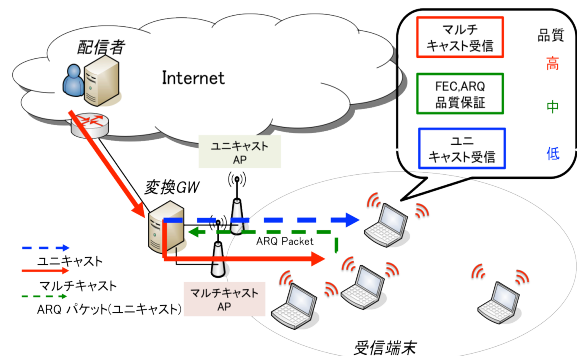 配信者
Internet
マルチ
キャスト受信
品質
高
FEC,ARQ
品質保証
中
ユニ
キャスト受信
低
ユニキャスト
AP
変換GW
ARQ Packet
ユニキャスト
マルチキャスト
ARQ パケット(ユニキャスト)
マルチキャスト
AP
受信端末